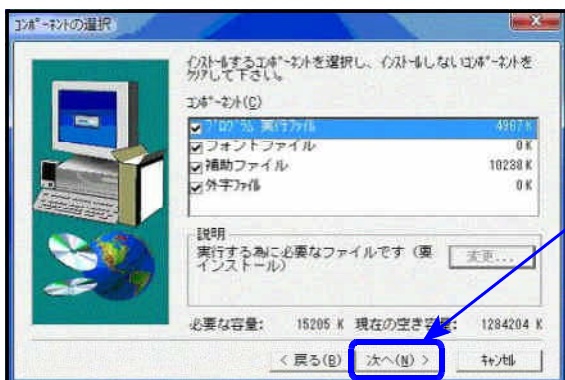 コンポーネントの選択
インストールするコンポーネントを選択し、インストールしないコンポーネントを
クリアして下さい。
コンポーネント(C)
プログラム 実行ファイル 4967 K
フォントファイル 0 K
補助ファイル 10238 K
外字ファイル 0 K
説明
実行する為に必要なファイルです（要
インストール）
変更...
必要な容量: 15205 K 現在の空き容量: 1284204 K
< 戻る(B) 次へ(N) > キャンセル